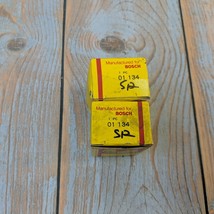 Manufactured for
BOSCH
01 134
SR
Manufactured for
BOSCH
01 134
SR